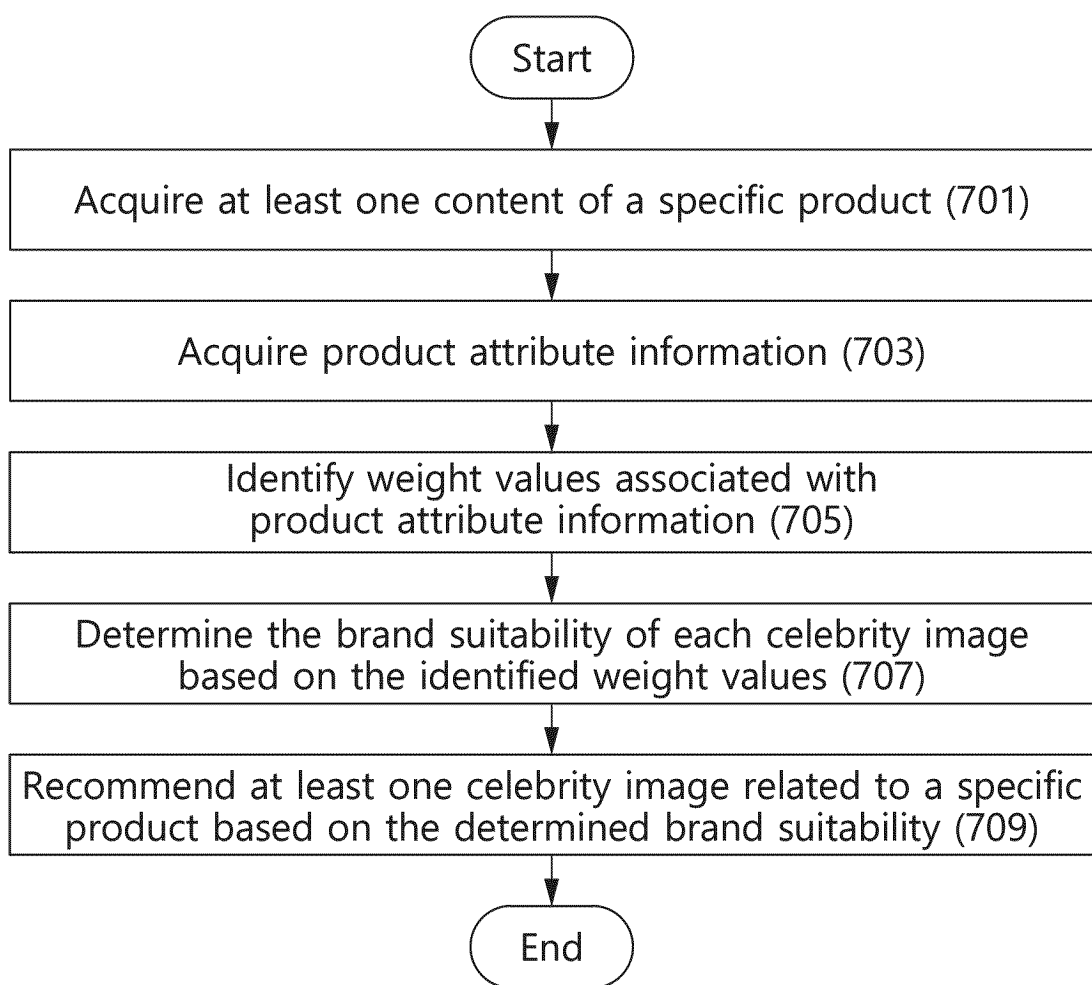 Start
Acquire at least one content of a specific product (701)
Acquire product attribute information (703)
Identify weight values associated with
product attribute information (705)
Determine the brand suitability of each celebrity image
based on the identified weight values (707)
Recommend at least one celebrity image related to a specific
product based on the determined brand suitability (709)
End